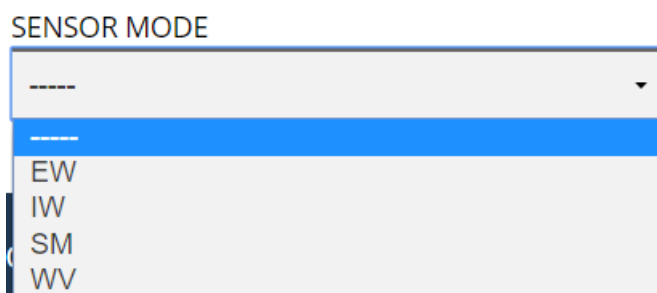 SENSOR MODE
-----
-----
EW
IW
SM
WV